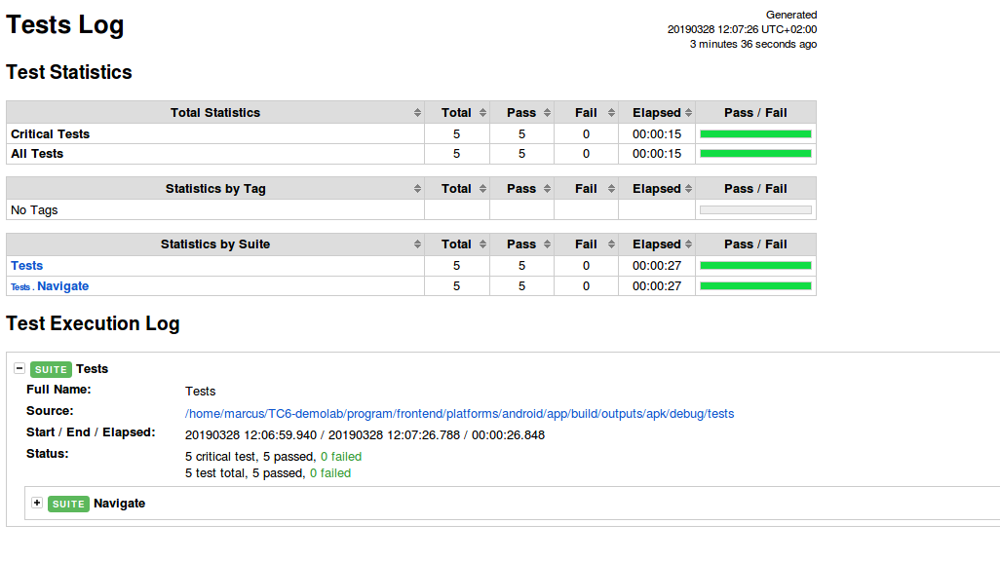 Tests Log
Generated
20190328 12:07:26 UTC+02:00
3 minutes 36 seconds ago
Test Statistics
Total Statistics Total Pass Fail Elapsed Pass / Fail
Critical Tests 5 5 0 00:00:15
All Tests 5 5 0 00:00:15
Statistics by Tag Total Pass Fail Elapsed Pass / Fail
No Tags
Statistics by Suite Total Pass Fail Elapsed Pass / Fail
Tests 5 5 0 00:00:27
Tests . Navigate 5 5 0 00:00:27
Test Execution Log
SUITE Tests
Full Name: Tests
Source: /home/marcus/TC6-demolab/program/frontend/platforms/android/app/build/outputs/apk/debug/tests
Start / End / Elapsed: 20190328 12:06:59.940 / 20190328 12:07:26.788 / 00:00:26.848
Status: 5 critical test, 5 passed, 0 failed
5 test total, 5 passed, 0 failed
SUITE Navigate